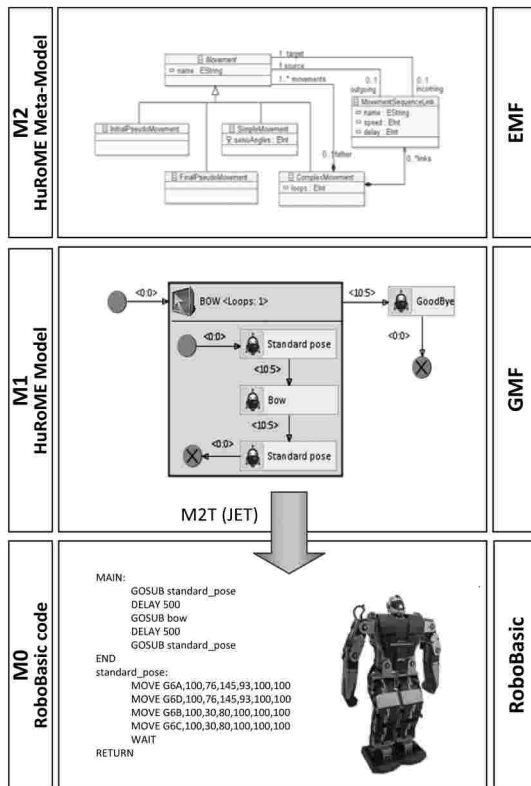 M2
HuRoME Meta-Model
Movement
name : EString
1 target
1 source
1..* movements
0..1
outgoing
0..1
incoming
MovementSequenceLink
name : EString
speed : EInt
delay : EInt
InitialPseudoMovement
SimpleMovement
servoAngles : EInt
FinalPseudoMovement
0..1father
0..*links
ComplexMovement
loops : EInt
EMF
M1
HuRoME Model
<0:0>
BOW <Loops: 1>
<10:5>
GoodBye
<0:0>
<0:0>
Standard pose
<10:5>
Bow
<10:5>
<0:0>
Standard pose
M2T (JET)
GMF
M0
RoboBasic code
MAIN:
GOSUB standard_pose
DELAY 500
GOSUB bow
DELAY 500
GOSUB standard_pose
END
standard_pose:
MOVE G6A,100,76,145,93,100,100
MOVE G6D,100,76,145,93,100,100
MOVE G6B,100,30,80,100,100,100
MOVE G6C,100,30,80,100,100,100
WAIT
RETURN
RoboBasic